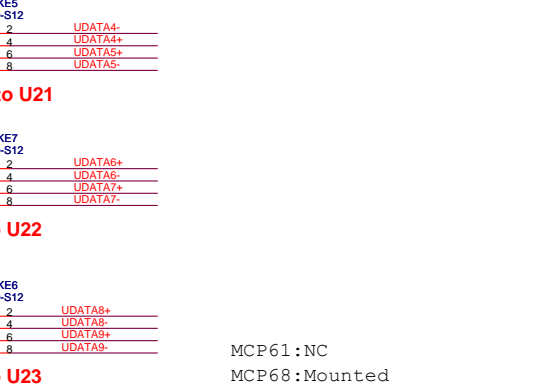 KE5
-S12
2 UDATA4-
4 UDATA4+
6 UDATA5+
8 UDATA5-
to U21
KE7
-S12
2 UDATA6+
4 UDATA6-
6 UDATA7+
8 UDATA7-
U22
KE6
-S12
2 UDATA8+
4 UDATA8-
6 UDATA9+
8 UDATA9-
MCP61:NC
U23 MCP68:Mounted